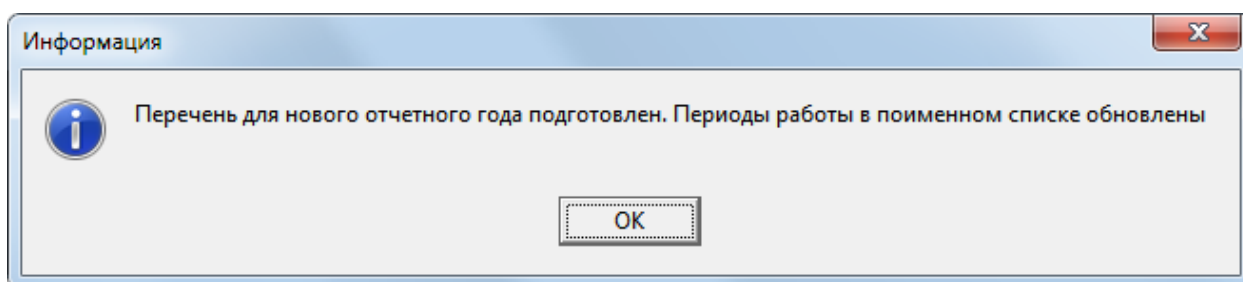 Информация
Перечень для нового отчетного года подготовлен. Периоды работы в поименном списке обновлены
OK